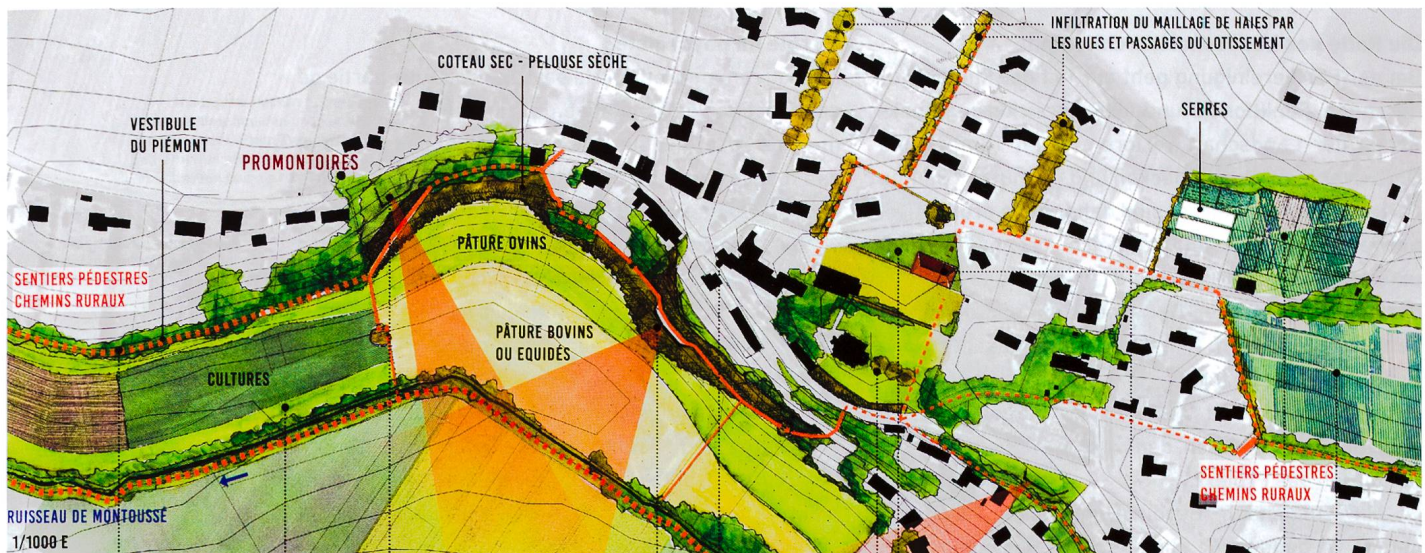 INFILTRATION DU MAILLAGE DE HAIES PAR
LES RUES ET PASSAGES DU LOTISSEMENT
COTEAU SEC - PELOUSE SÈCHE
SERRES
VESTIBULE
DU PIÉMONT
PROMONTOIRES
PÂTURE OVINS
SENTIERS PÉDESTRES
CHEMINS RURAUX
PÂTURE BOVINS
OU EQUIDÉS
CULTURES
SENTIERS PÉDESTRES
CHEMINS RURAUX
RUISSEAU DE MONTOUSSÉ
1/1000 E